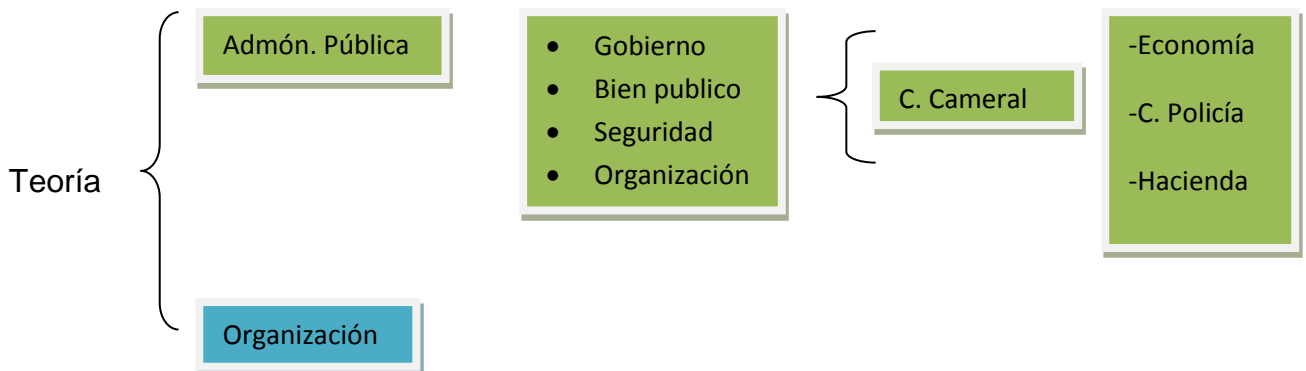 Teoría
Admón. Pública
Organización
• Gobierno
• Bien publico
• Seguridad
• Organización
C. Cameral
-Economía
-C. Policía
-Hacienda